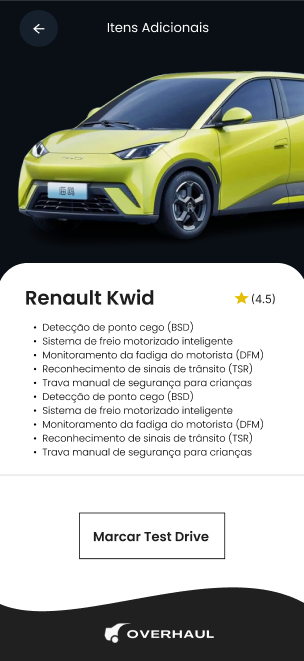 Itens Adicionais
海鸥
Renault Kwid
(4.5)
• Detecção de ponto cego (BSD)
• Sistema de freio motorizado inteligente
• Monitoramento da fadiga do motorista (DFM)
• Reconhecimento de sinais de trânsito (TSR)
• Trava manual de segurança para crianças
• Detecção de ponto cego (BSD)
• Sistema de freio motorizado inteligente
• Monitoramento da fadiga do motorista (DFM)
• Reconhecimento de sinais de trânsito (TSR)
• Trava manual de segurança para crianças
Marcar Test Drive
OVERHAUL